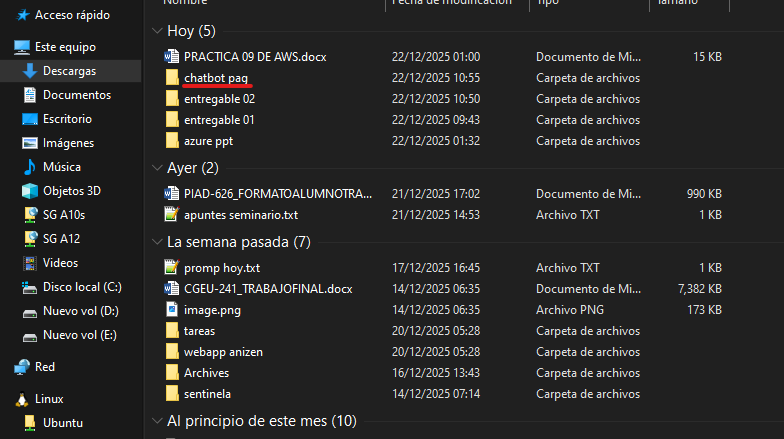 Acceso rápido
Este equipo
Descargas
Documentos
Escritorio
Imágenes
Música
Objetos 3D
SG A10s
SG A12
Videos
Disco local (C:)
Nuevo vol (D:)
Nuevo vol (E:)
Red
Linux
Ubuntu
Nombre Fecha de modificación Tipo Tamaño
Hoy (5)
PRACTICA 09 DE AWS.docx 22/12/2025 01:00 Documento de Mi... 15 KB
chatbot paq 22/12/2025 10:55 Carpeta de archivos
entregable 02 22/12/2025 10:50 Carpeta de archivos
entregable 01 22/12/2025 09:43 Carpeta de archivos
azure ppt 22/12/2025 01:32 Carpeta de archivos
Ayer (2)
PIAD-626_FORMATOALUMNOTRA... 21/12/2025 17:02 Documento de Mi... 990 KB
apuntes seminario.txt 21/12/2025 14:53 Archivo TXT 1 KB
La semana pasada (7)
promp hoy.txt 17/12/2025 16:45 Archivo TXT 1 KB
CGEU-241_TRABAJOFINAL.docx 14/12/2025 06:35 Documento de Mi... 7,382 KB
image.png 14/12/2025 06:35 Archivo PNG 173 KB
tareas 20/12/2025 05:28 Carpeta de archivos
webapp anizen 20/12/2025 05:28 Carpeta de archivos
Archives 16/12/2025 13:43 Carpeta de archivos
sentinela 14/12/2025 07:14 Carpeta de archivos
Al principio de este mes (10)